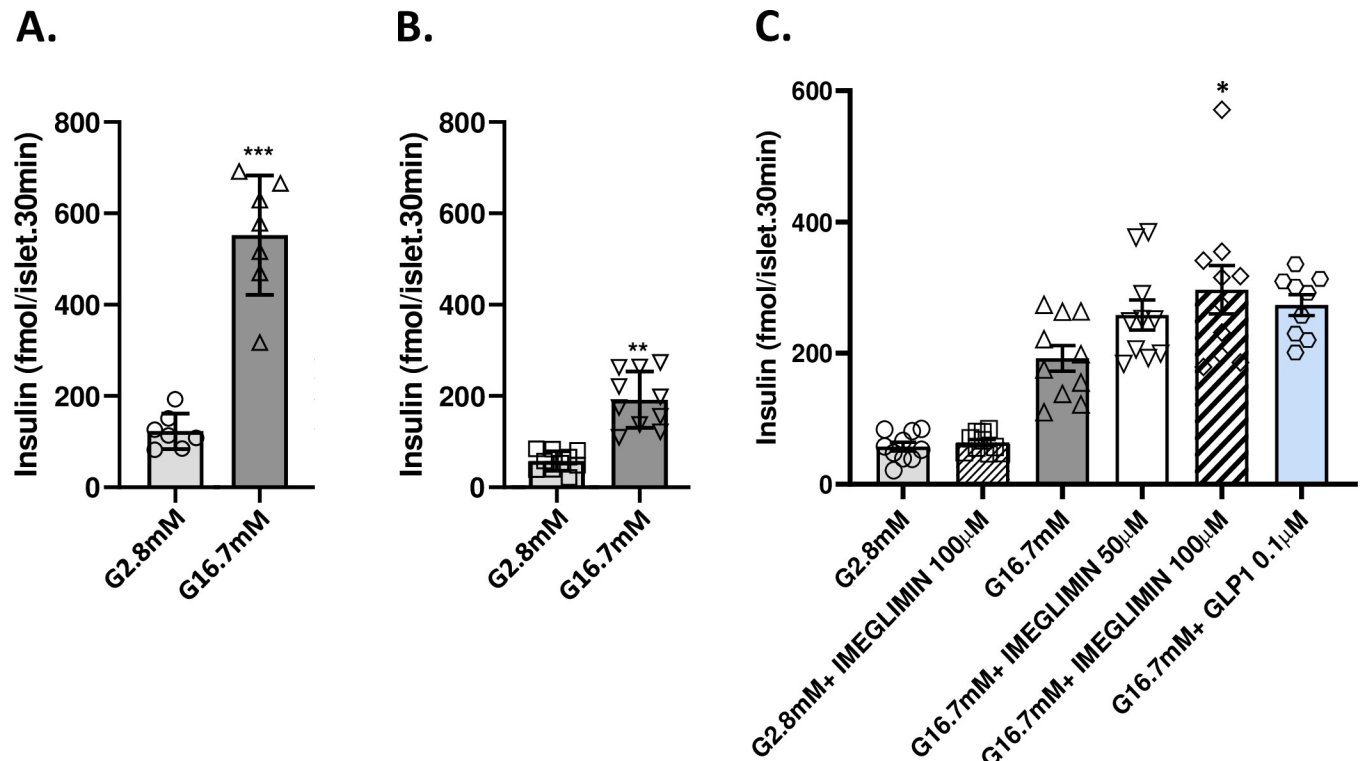 A.
B.
C.
Insulin (fmol/islet.30min)
800
600
400
200
0
***
G2.8mM
G16.7mM
Insulin (fmol/islet.30min)
800
600
400
200
0
**
G2.8mM
G16.7mM
Insulin (fmol/islet.30min)
600
400
200
0
*
G2.8mM
G2.8mM+ IMEGLIMIN 100μM
G16.7mM
G16.7mM+ IMEGLIMIN 50μM
G16.7mM+ IMEGLIMIN 100μM
G16.7mM+ GLP1 0.1μM